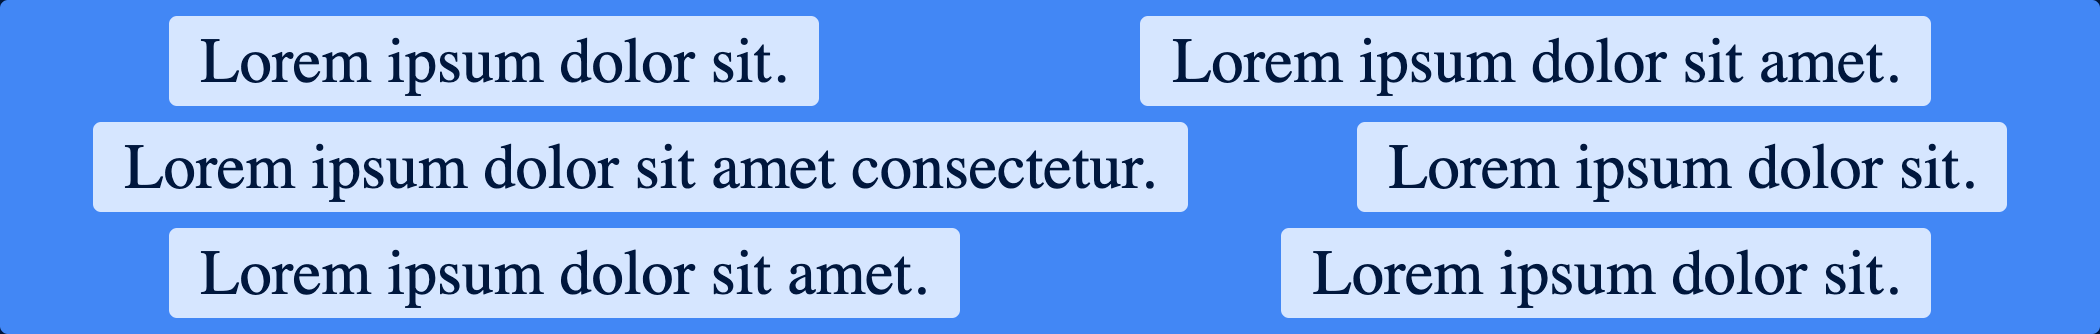 Lorem ipsum dolor sit. Lorem ipsum dolor sit amet.
Lorem ipsum dolor sit amet consectetur. Lorem ipsum dolor sit.
Lorem ipsum dolor sit amet. Lorem ipsum dolor sit.